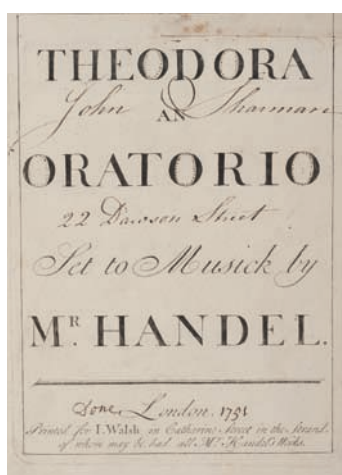 THEODORA
John Sharman
AN
ORATORIO
22 Dawson Street
Set to Musick by
MR. HANDEL.
Done London. 1751
Printed for I. Walsh in Catharine Street in the Strand.
of whom may be had all Mr. Handel's Works.